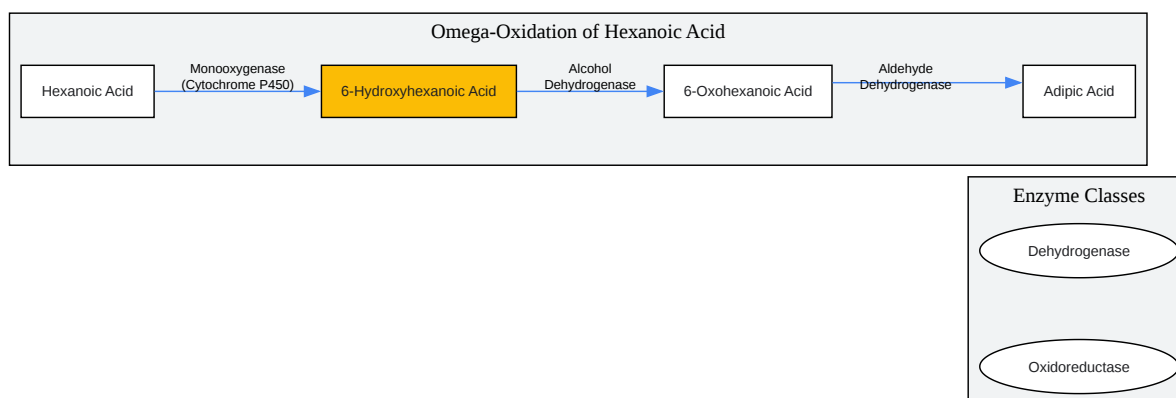 Omega-Oxidation of Hexanoic Acid
Hexanoic Acid
Monooxygenase
(Cytochrome P450)
6-Hydroxyhexanoic Acid
Alcohol
Dehydrogenase
6-Oxohexanoic Acid
Aldehyde
Dehydrogenase
Adipic Acid
Enzyme Classes
Dehydrogenase
Oxidoreductase